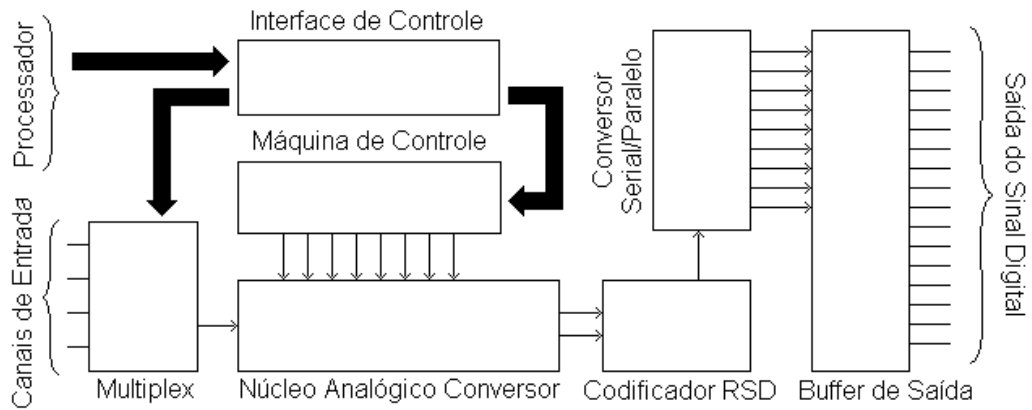 Processador
Interface de Controle
Máquina de Controle
Conversor
Serial/Paralelo
Saída do Sinal Digital
Canais de Entrada
Multiplex
Núcleo Analógico Conversor
Codificador RSD
Buffer de Saída